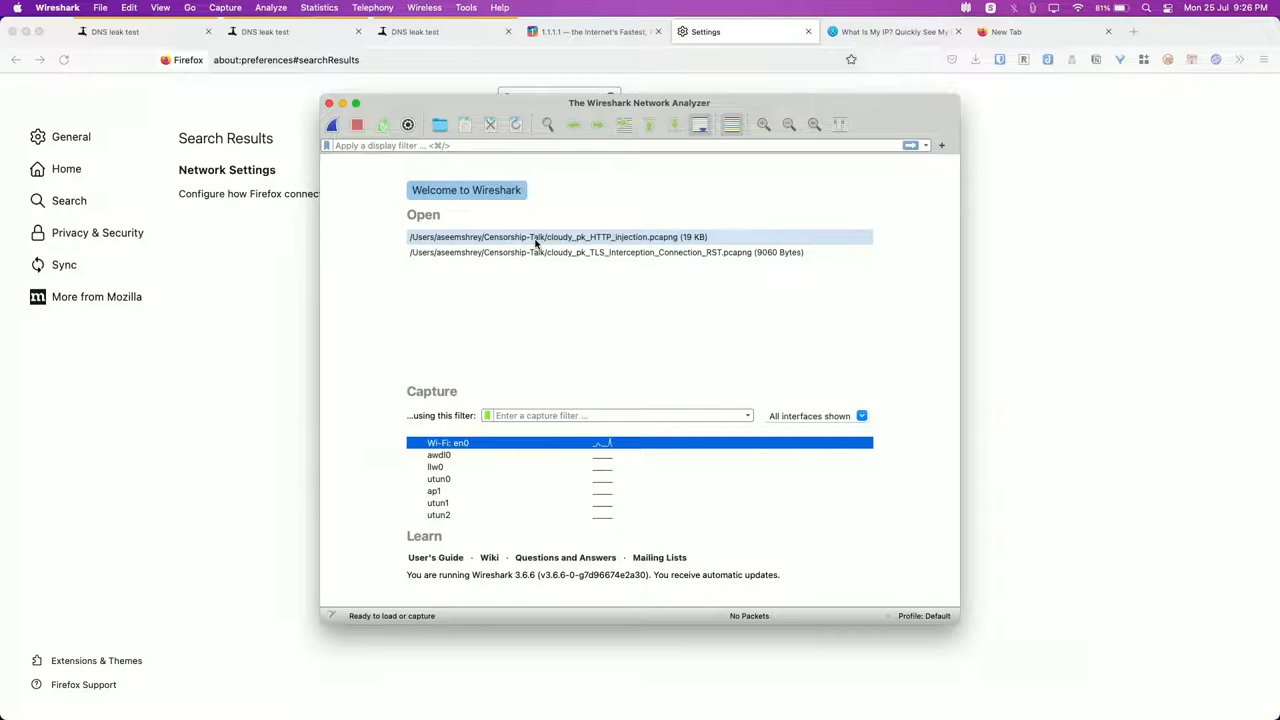 Wireshark File Edit View Go Capture Analyze Statistics Telephony Wireless Tools Help 81% Mon 25 Jul 9:26 PM
DNS leak test DNS leak test DNS leak test 1.1.1.1 — the Internet's Fastest, Settings What Is My IP? Quickly See My New Tab
Firefox about:preferences#searchResults
The Wireshark Network Analyzer
Apply a display filter ... <⌘/>
General
Home
Search
Privacy & Security
Sync
More from Mozilla
Search Results
Network Settings
Configure how Firefox connect
Welcome to Wireshark
Open
/Users/aseemshrey/Censorship-Talk/cloudy_pk_HTTP_injection.pcapng (19 KB)
/Users/aseemshrey/Censorship-Talk/cloudy_pk_TLS_Interception_Connection_RST.pcapng (9060 Bytes)
Capture
...using this filter: Enter a capture filter ... All interfaces shown
Wi-Fi: en0
awdl0
llw0
utun0
ap1
utun1
utun2
Learn
User's Guide · Wiki · Questions and Answers · Mailing Lists
You are running Wireshark 3.6.6 (v3.6.6-0-g7d96674e2a30). You receive automatic updates.
Ready to load or capture No Packets Profile: Default
Extensions & Themes
Firefox Support